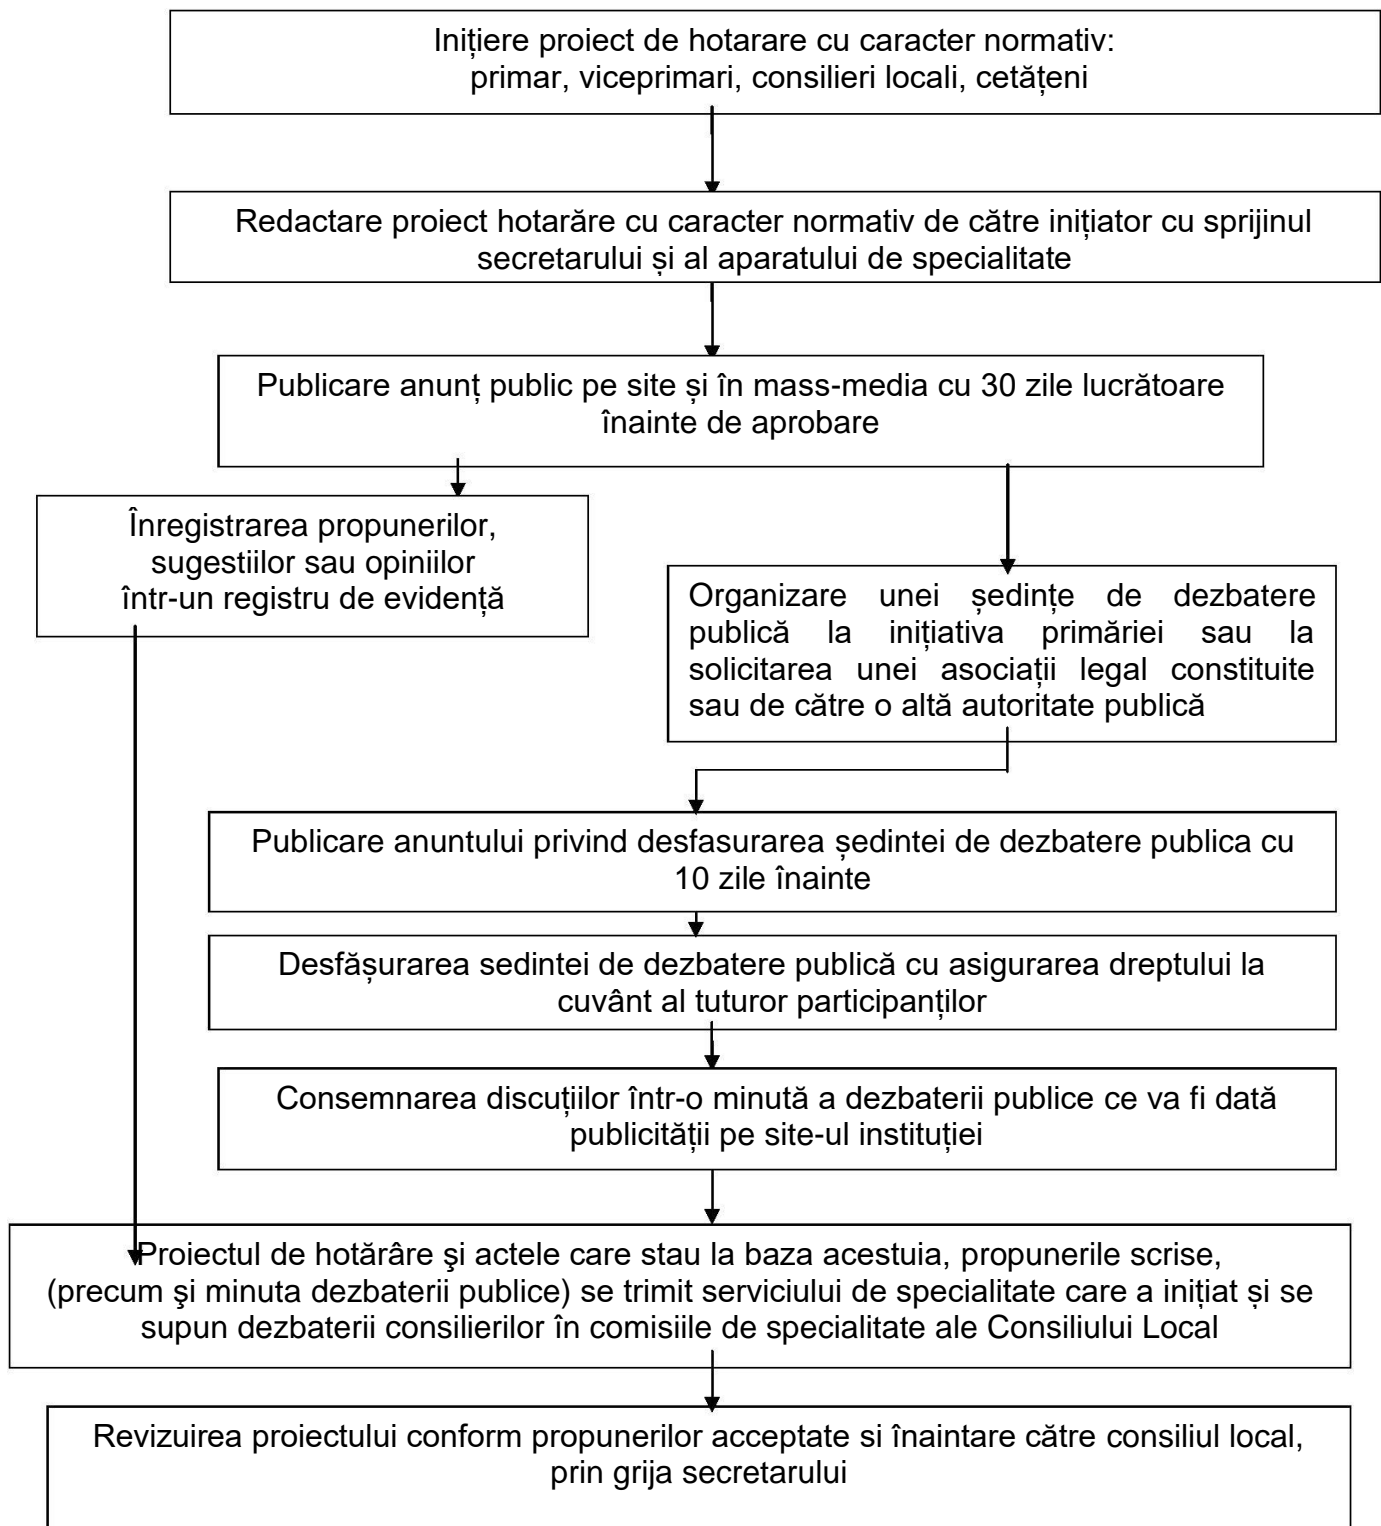 Inițiere proiect de hotarare cu caracter normativ:
primar, viceprimari, consilieri locali, cetățeni
Redactare proiect hotarăre cu caracter normativ de către inițiator cu sprijinul
secretarului și al aparatului de specialitate
Publicare anunț public pe site și în mass-media cu 30 zile lucrătoare
înainte de aprobare
Înregistrarea propunerilor,
sugestiilor sau opiniilor
într-un registru de evidență
Organizare unei ședințe de dezbatere
publică la inițiativa primăriei sau la
solicitarea unei asociații legal constituite
sau de către o altă autoritate publică
Publicare anuntului privind desfasurarea ședintei de dezbatere publica cu
10 zile înainte
Desfășurarea sedintei de dezbatere publică cu asigurarea dreptului la
cuvânt al tuturor participanților
Consemnarea discuțiilor într-o minută a dezbaterii publice ce va fi dată
publicității pe site-ul instituției
Proiectul de hotărâre şi actele care stau la baza acestuia, propunerile scrise,
(precum şi minuta dezbaterii publice) se trimit serviciului de specialitate care a inițiat și se
supun dezbaterii consilierilor în comisiile de specialitate ale Consiliului Local
Revizuirea proiectului conform propunerilor acceptate si înaintare către consiliul local,
prin grija secretarului